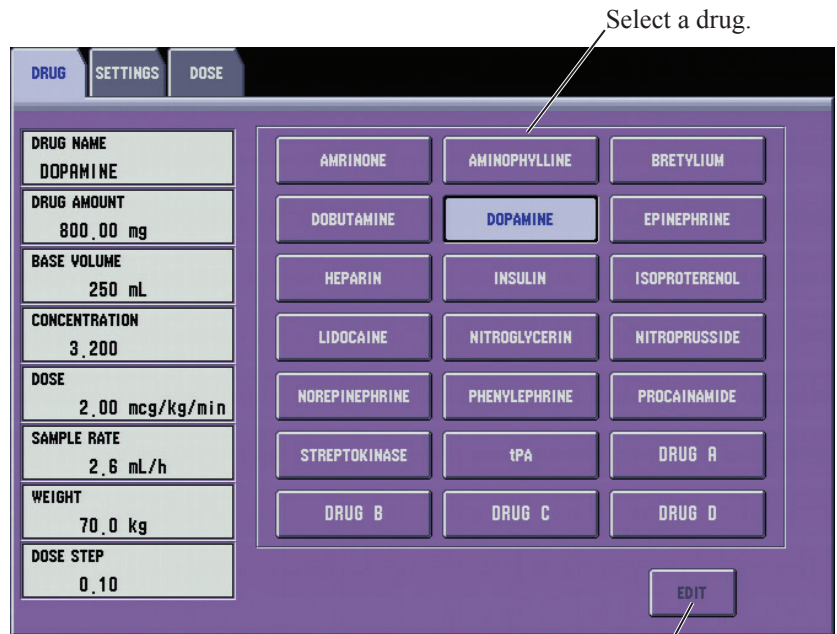 Select a drug.
DRUG SETTINGS DOSE
DRUG NAME
DOPAMINE
DRUG AMOUNT
800.00 mg
BASE VOLUME
250 mL
CONCENTRATION
3.200
DOSE
2.00 mcg/kg/min
SAMPLE RATE
2.6 mL/h
WEIGHT
70.0 kg
DOSE STEP
0.10
AMRINONE AMINOPHYLLINE BRETYLIUM
DOBUTAMINE DOPAMINE EPINEPHRINE
HEPARIN INSULIN ISOPROTERENOL
LIDOCAINE NITROGLYCERIN NITROPRUSSIDE
NOREPINEPHRINE PHENYLEPHRINE PROCAINAMIDE
STREPTOKINASE tPA DRUG A
DRUG B DRUG C DRUG D
EDIT